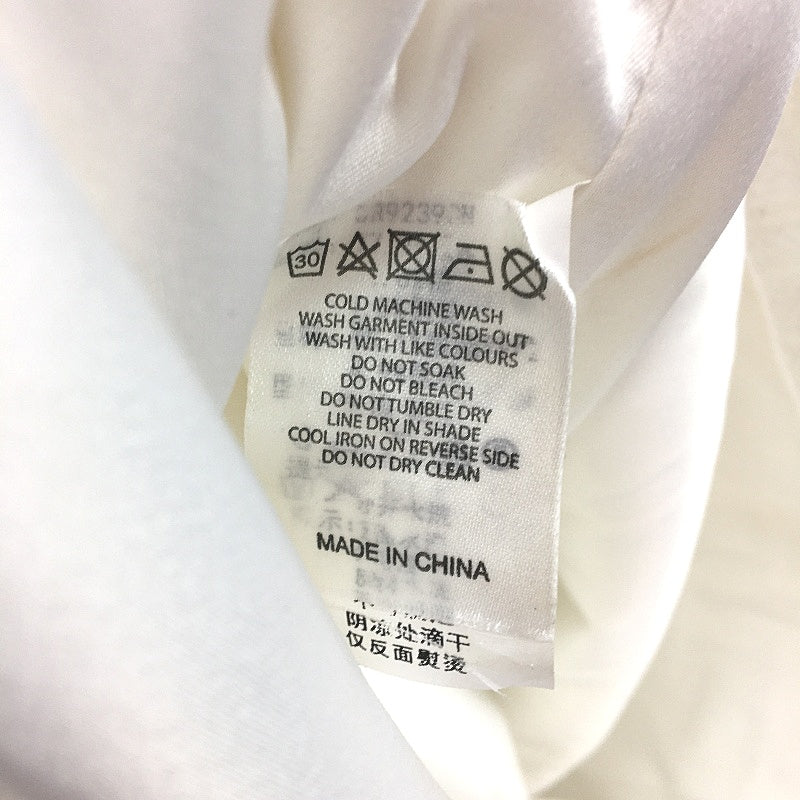 30
COLD MACHINE WASH
WASH GARMENT INSIDE OUT
WASH WITH LIKE COLOURS
DO NOT SOAK
DO NOT BLEACH
DO NOT TUMBLE DRY
LINE DRY IN SHADE
COOL IRON ON REVERSE SIDE
DO NOT DRY CLEAN
MADE IN CHINA
阴凉处滴干
仅反面熨烫